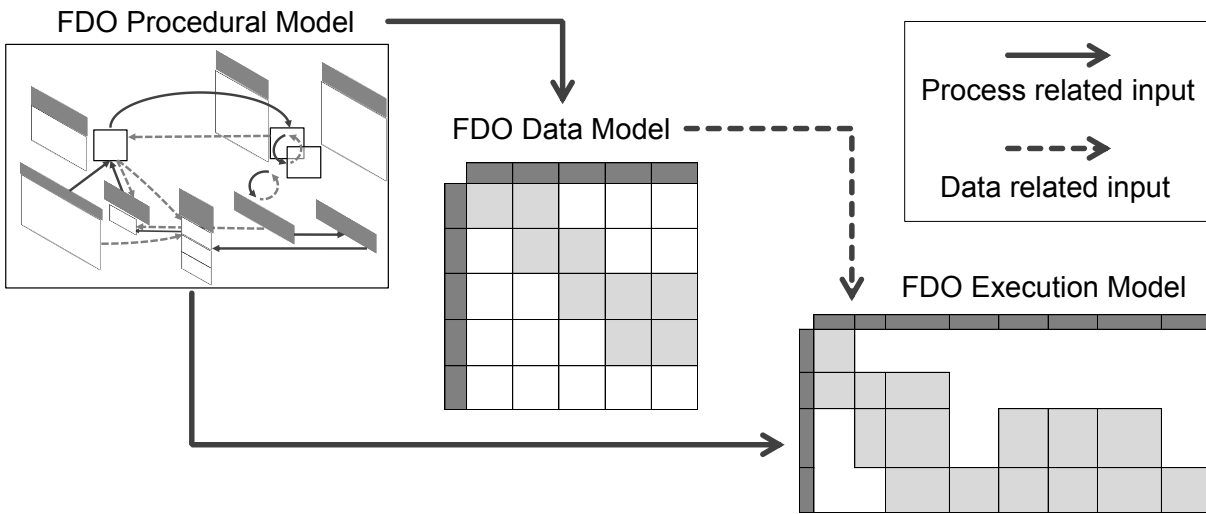 FDO Procedural Model
Process related input
FDO Data Model
Data related input
FDO Execution Model